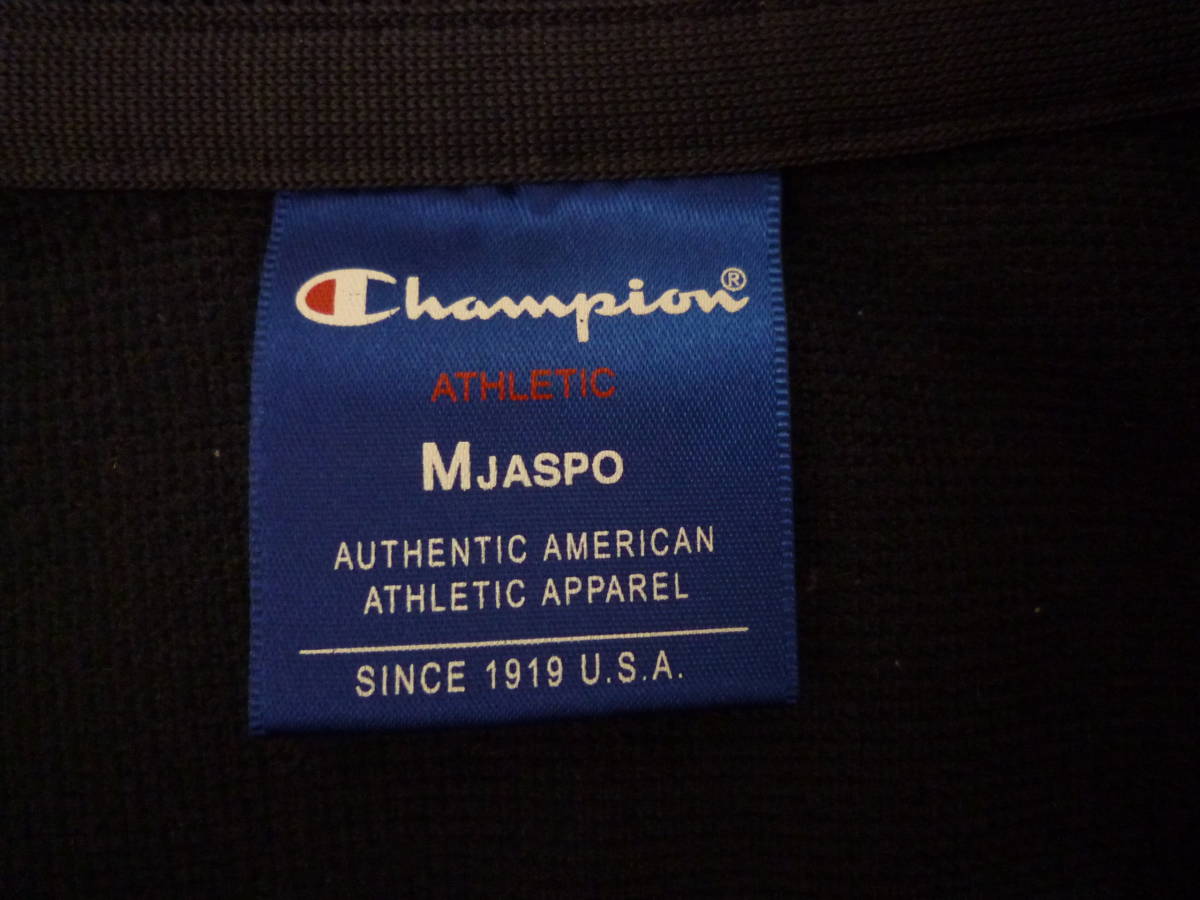 Champion®
ATHLETIC
MJASPO
AUTHENTIC AMERICAN
ATHLETIC APPAREL
SINCE 1919 U.S.A.